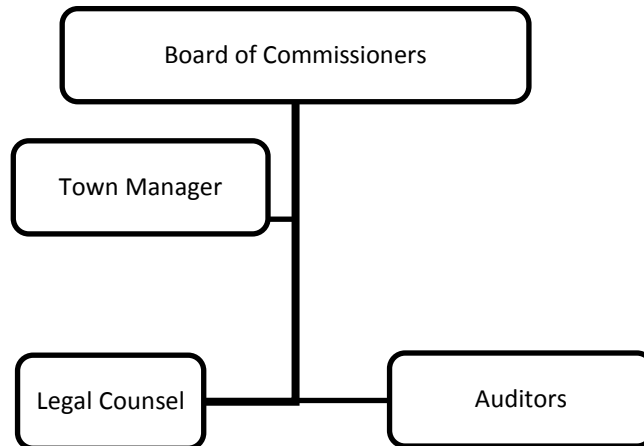 Board of Commissioners
Town Manager
Legal Counsel
Auditors